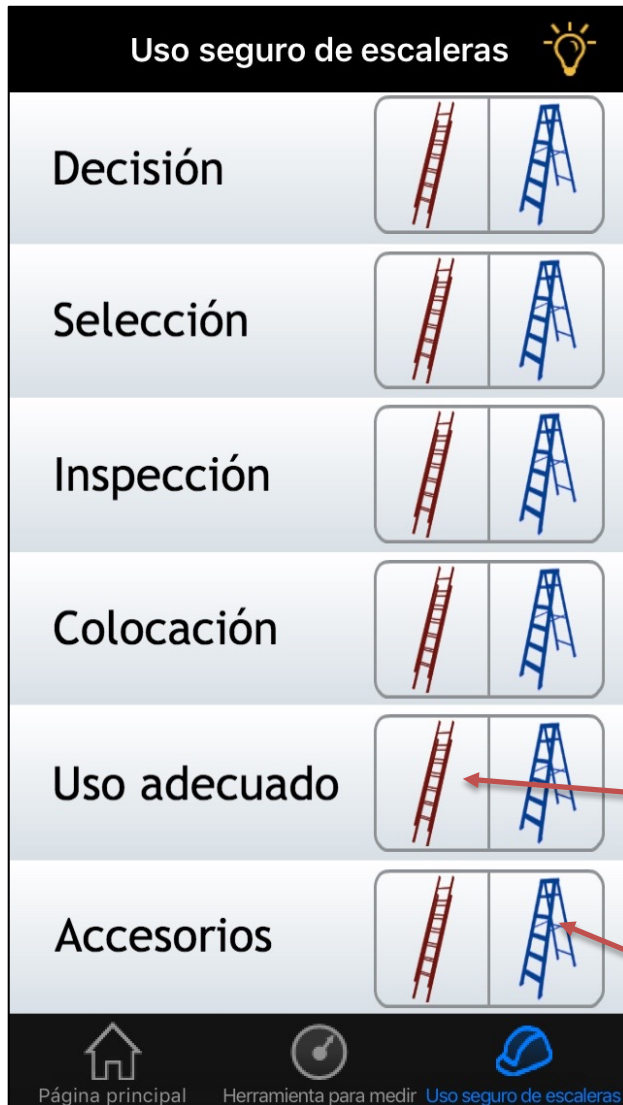 Uso seguro de escaleras
Decisión
Selección
Inspección
Colocación
Uso adecuado
Accesorios
Página principal Herramienta para medir Uso seguro de escaleras